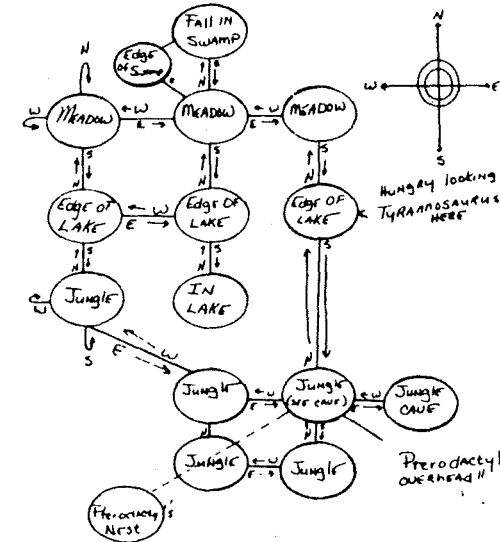 FALL IN
SWAMP
Edge
of Swamp
N
N
W
E
S
N
W
MEADOW
W
E
MEADOW
W
E
MEADOW
S
N
S
N
S
N
Edge of
LAKE
W
E
Edge of
LAKE
Edge of
LAKE
HUNGRY LOOKING
TYRANNOSAURUS
HERE
N
S
N
S
S
JUNGLE
W
S
IN
LAKE
W
E
N
JUNGLE
W
E
JUNGLE
(SEE CAVE)
W
E
JUNGLE
CAVE
N
N
JUNGLE
W
E
JUNGLE
Pterodactyl
OVERHEAD!!
Pterodactyl's
NEST